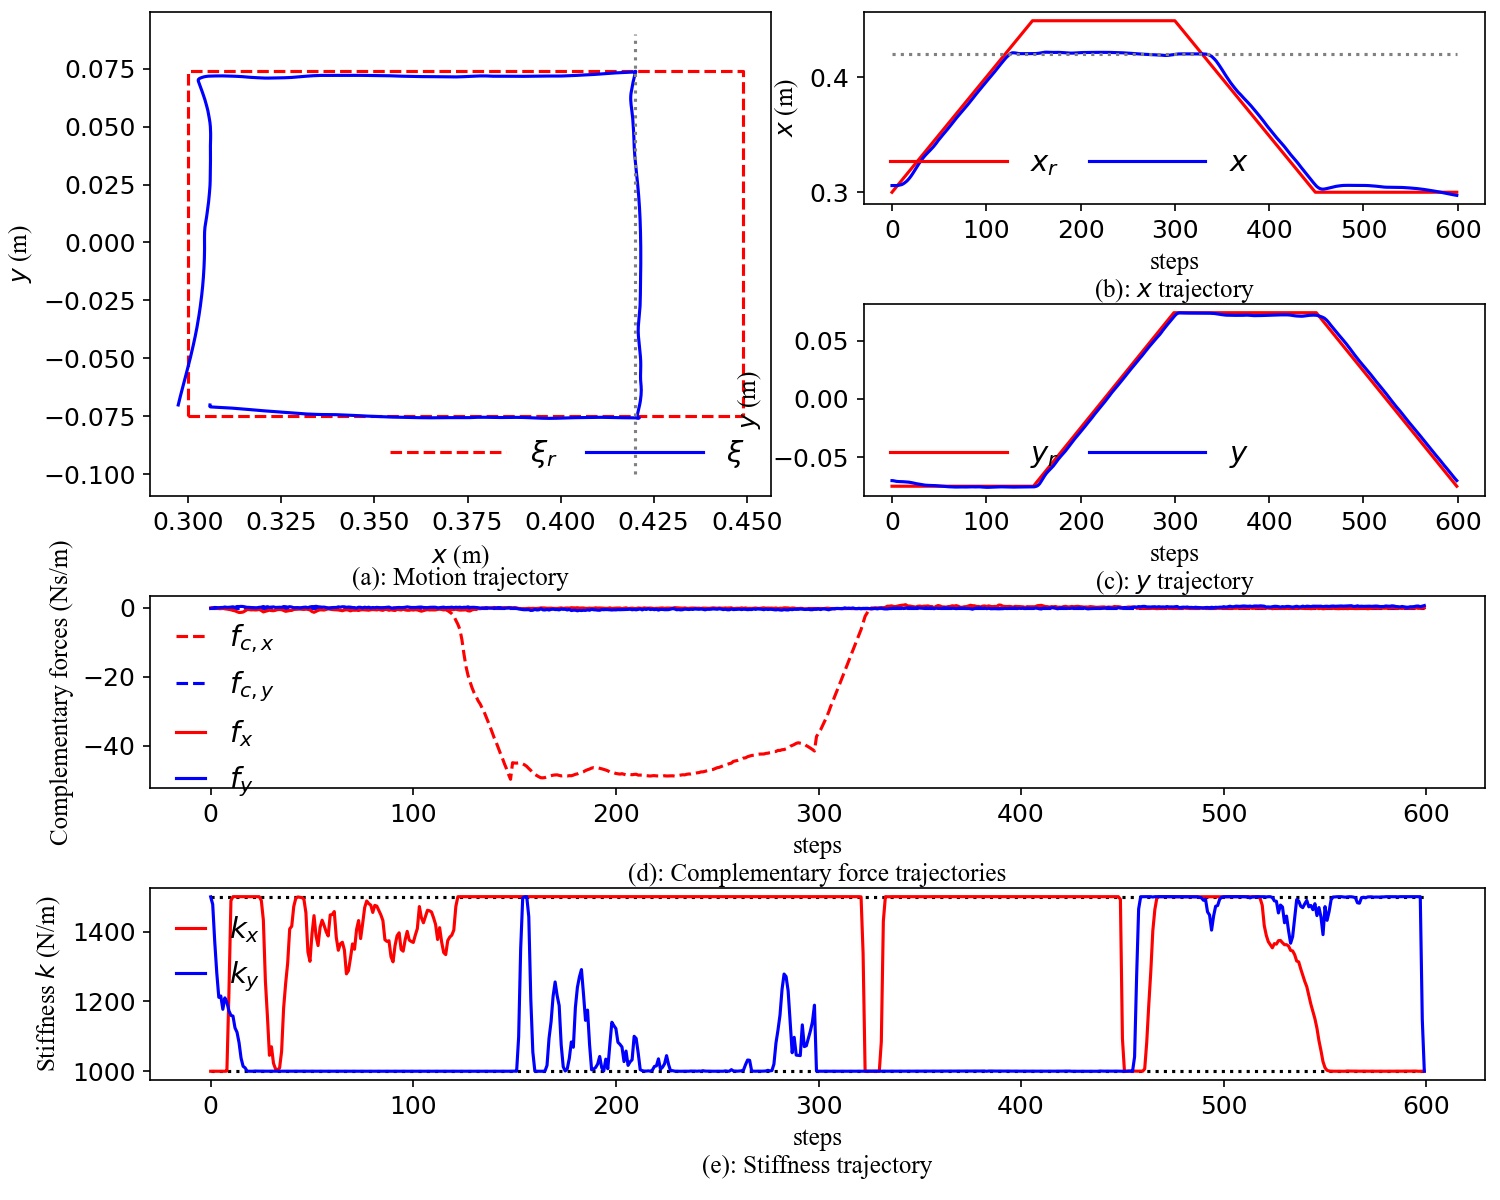 0.075
0.050
0.025
0.000
−0.025
−0.050
−0.075
−0.100
y (m)
ξr ξ
0.300 0.325 0.350 0.375 0.400 0.425 0.450
x (m)
(a): Motion trajectory
0.4
0.3
x (m)
xr x
0 100 200 300 400 500 600
steps
(b): x trajectory
0.05
0.00
−0.05
y (m)
yr y
0 100 200 300 400 500 600
steps
(c): y trajectory
0
−20
−40
Complementary forces (Ns/m)
fc, x
fc, y
fx
fy
0 100 200 300 400 500 600
steps
(d): Complementary force trajectories
1400
1200
1000
Stiffness k (N/m)
kx
ky
0 100 200 300 400 500 600
steps
(e): Stiffness trajectory